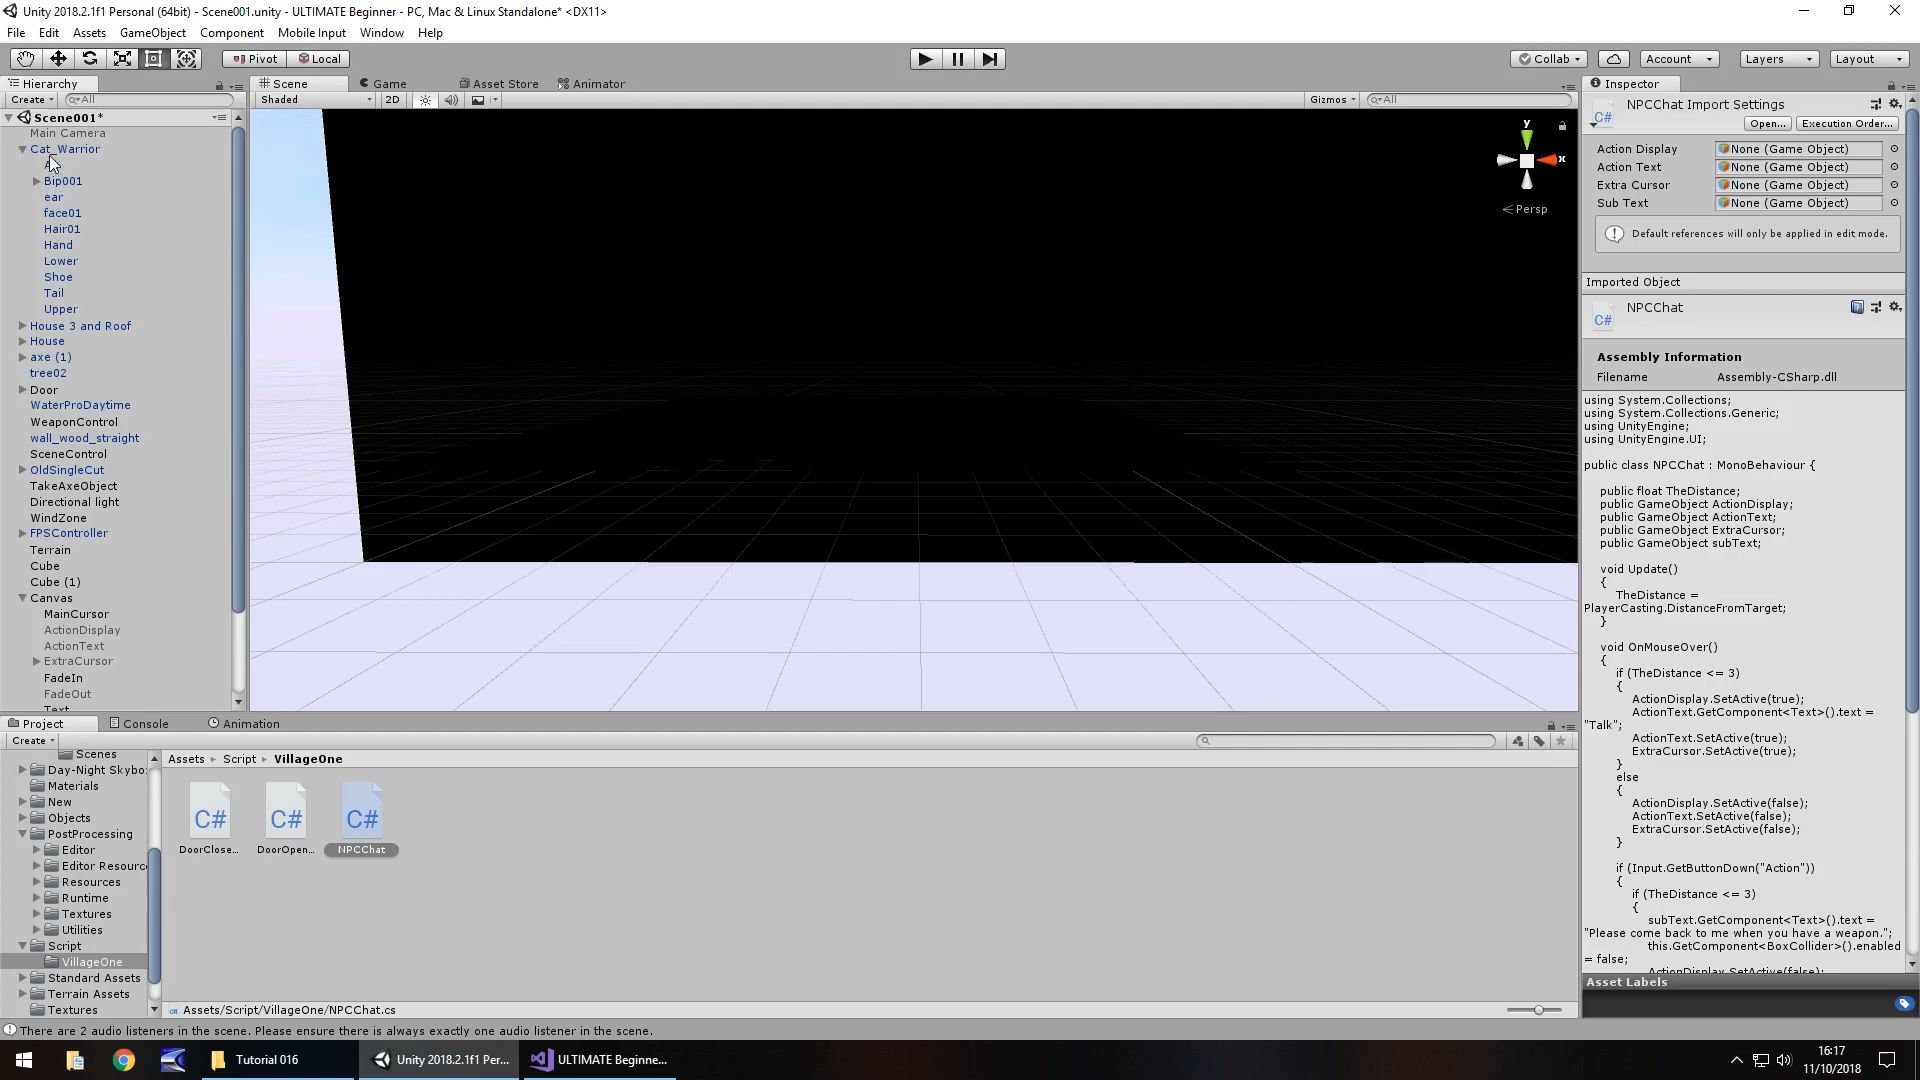 Unity 2018.2.1f1 Personal (64bit) - Scene001.unity - ULTIMATE Beginner - PC, Mac & Linux Standalone* <DX11>
File Edit Assets GameObject Component Mobile Input Window Help
Pivot Local Collab Account Layers Layout
Hierarchy
Create All
Scene001*
Main Camera
Cat_Warrior
Bip001
ear
face01
Hair01
Hand
Lower
Shoe
Tail
Upper
House 3 and Roof
House
axe (1)
tree02
Door
WaterProDaytime
WeaponControl
wall_wood_straight
SceneControl
OldSingleCut
TakeAxeObject
Directional light
WindZone
FPSController
Terrain
Cube
Cube (1)
Canvas
MainCursor
ActionDisplay
ActionText
ExtraCursor
FadeIn
FadeOut
Text
Scene Game Asset Store Animator
Shaded 2D Gizmos All
y
x
Persp
Inspector
NPCChat Import Settings
C#
Open... Execution Order...
Action Display None (Game Object)
Action Text None (Game Object)
Extra Cursor None (Game Object)
Sub Text None (Game Object)
Default references will only be applied in edit mode.
Imported Object
NPCChat
C#
Assembly Information
Filename Assembly-CSharp.dll
using System.Collections;
using System.Collections.Generic;
using UnityEngine;
using UnityEngine.UI;
public class NPCChat : MonoBehaviour {
public float TheDistance;
public GameObject ActionDisplay;
public GameObject ActionText;
public GameObject ExtraCursor;
public GameObject subText;
void Update()
{
TheDistance =
PlayerCasting.DistanceFromTarget;
}
void OnMouseOver()
{
if (TheDistance <= 3)
{
ActionDisplay.SetActive(true);
ActionText.GetComponent<Text>().text =
"Talk";
ActionText.SetActive(true);
ExtraCursor.SetActive(true);
}
else
{
ActionDisplay.SetActive(false);
ActionText.SetActive(false);
ExtraCursor.SetActive(false);
}
if (Input.GetButtonDown("Action"))
{
if (TheDistance <= 3)
{
subText.GetComponent<Text>().text =
"Please come back to me when you have a weapon.";
this.GetComponent<BoxCollider>().enabled
= false;
ActionDisplay.SetActive(false);
Asset Labels
Project Console Animation
Create
Scenes
Day-Night Skybo
Materials
New
Objects
PostProcessing
Editor
Editor Resourc
Resources
Runtime
Textures
Utilities
Script
VillageOne
Standard Assets
Terrain Assets
Textures
Assets Script VillageOne
C# C# C#
DoorClose... DoorOpen... NPCChat
Assets/Script/VillageOne/NPCChat.cs
There are 2 audio listeners in the scene. Please ensure there is always exactly one audio listener in the scene.
Tutorial 016 Unity 2018.2.1f1 Per... ULTIMATE Beginne...
16:17
11/10/2018